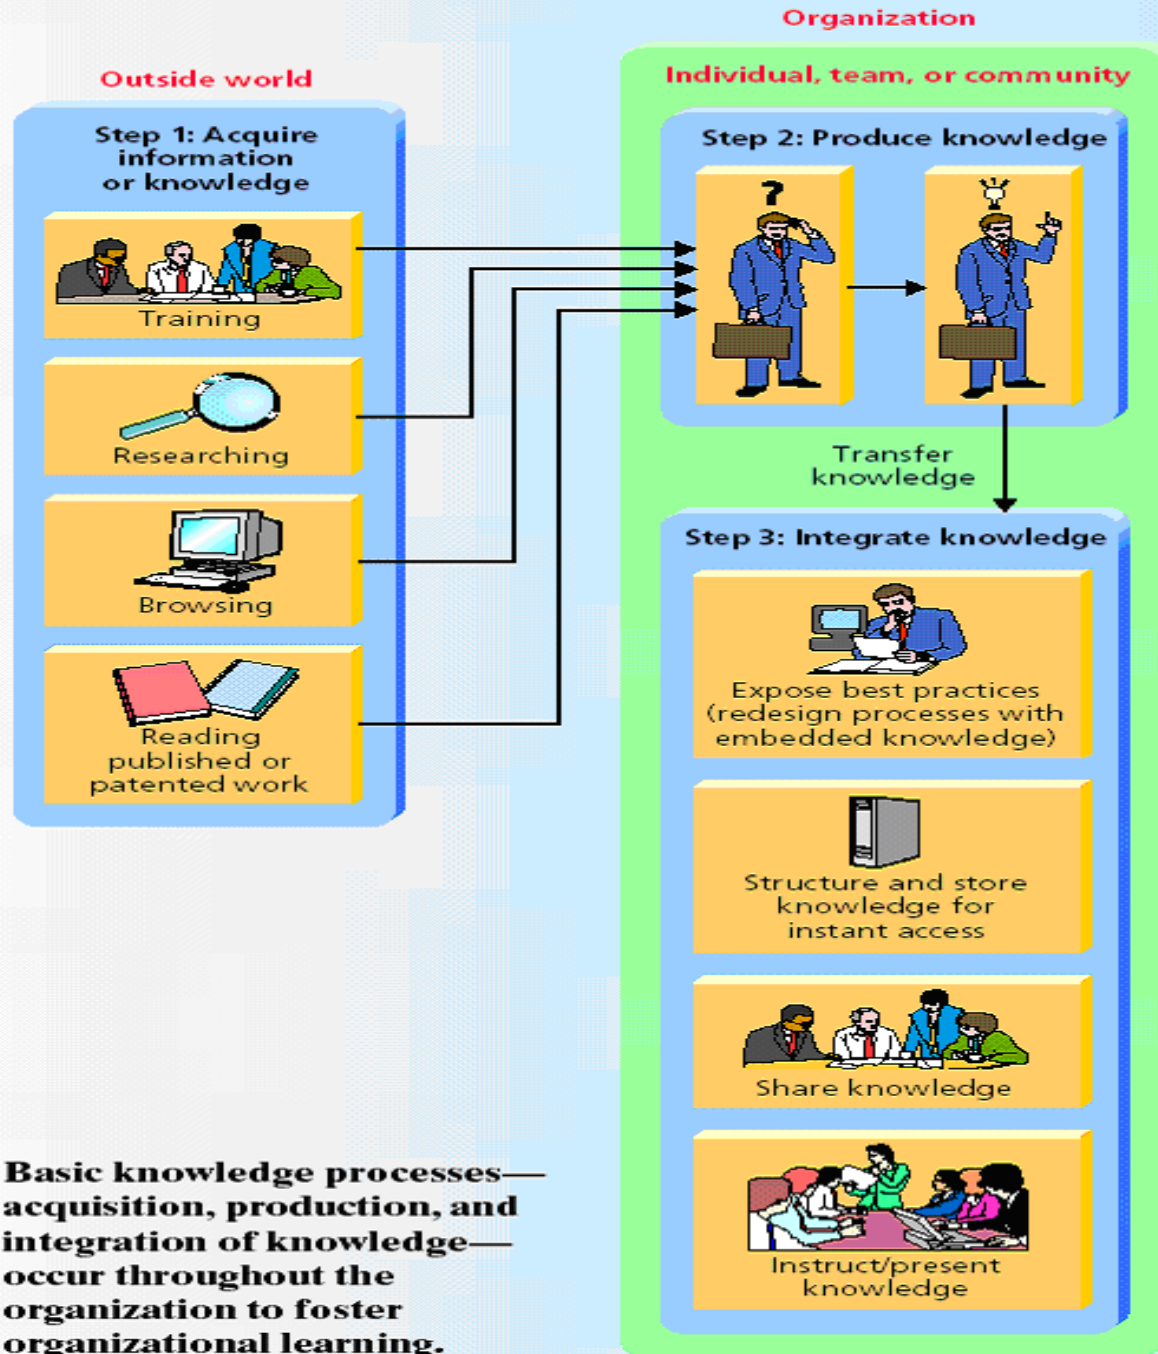 Organization
Outside world
Individual, team, or community
Step 1: Acquire
information
or knowledge
Training
Researching
Browsing
Reading
published or
patented work
Step 2: Produce knowledge
?
Transfer
knowledge
Step 3: Integrate knowledge
Expose best practices
(redesign processes with
embedded knowledge)
Structure and store
knowledge for
instant access
Share knowledge
Instruct/present
knowledge
Basic knowledge processes—
acquisition, production, and
integration of knowledge—
occur throughout the
organization to foster
organizational learning.